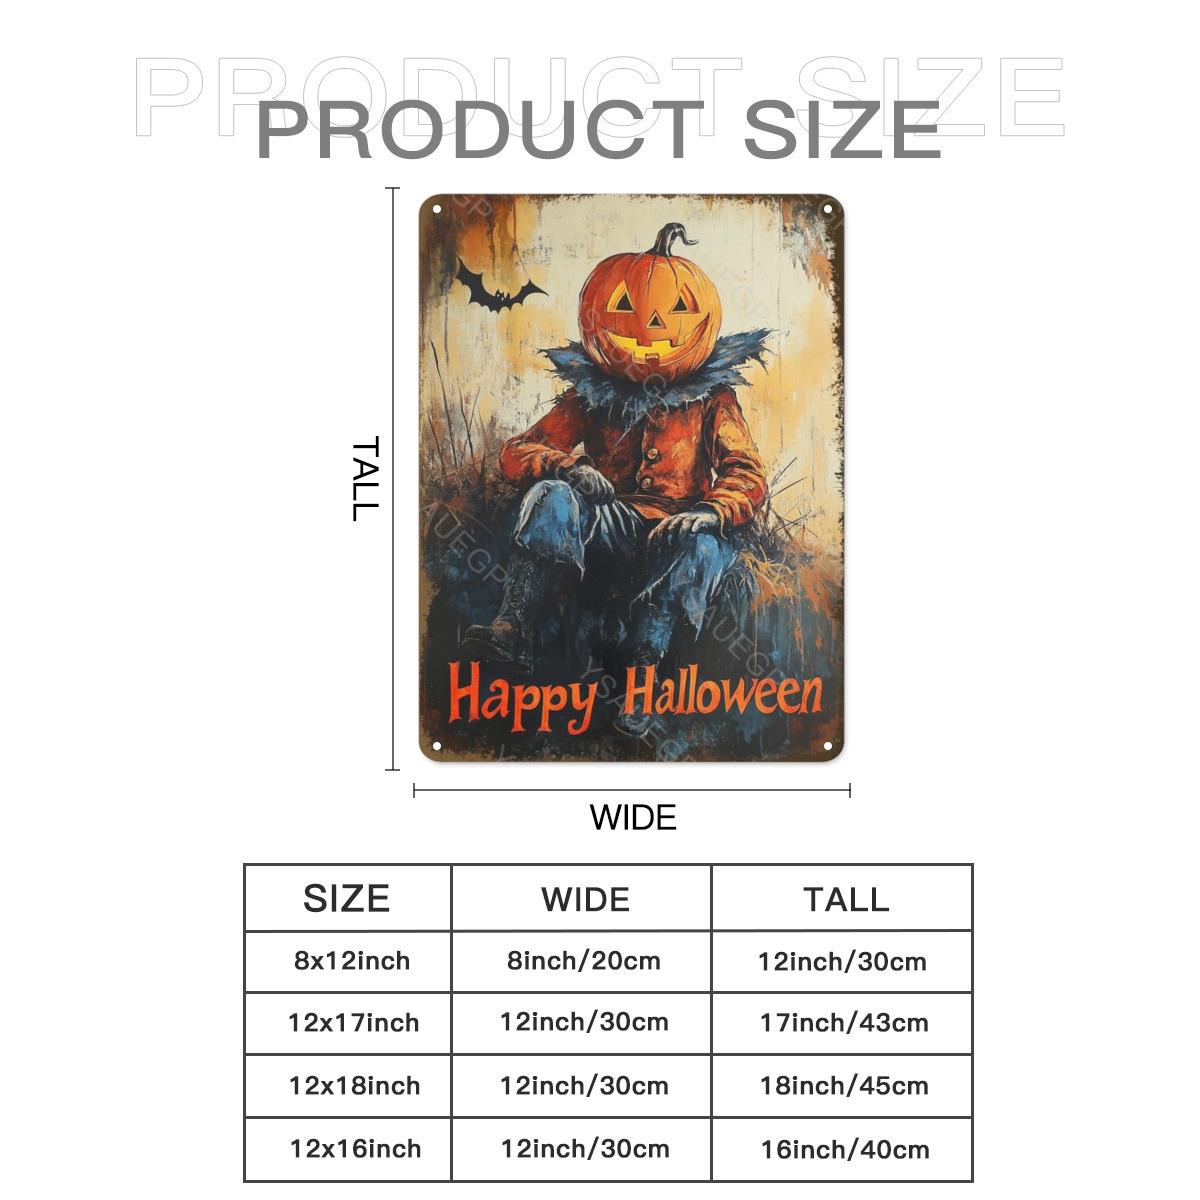 PRODUCT SIZE
PRODUCT SIZE
TALL
Happy Halloween
WIDE
SIZE WIDE TALL
8x12inch 8inch/20cm 12inch/30cm
12x17inch 12inch/30cm 17inch/43cm
12x18inch 12inch/30cm 18inch/45cm
12x16inch 12inch/30cm 16inch/40cm